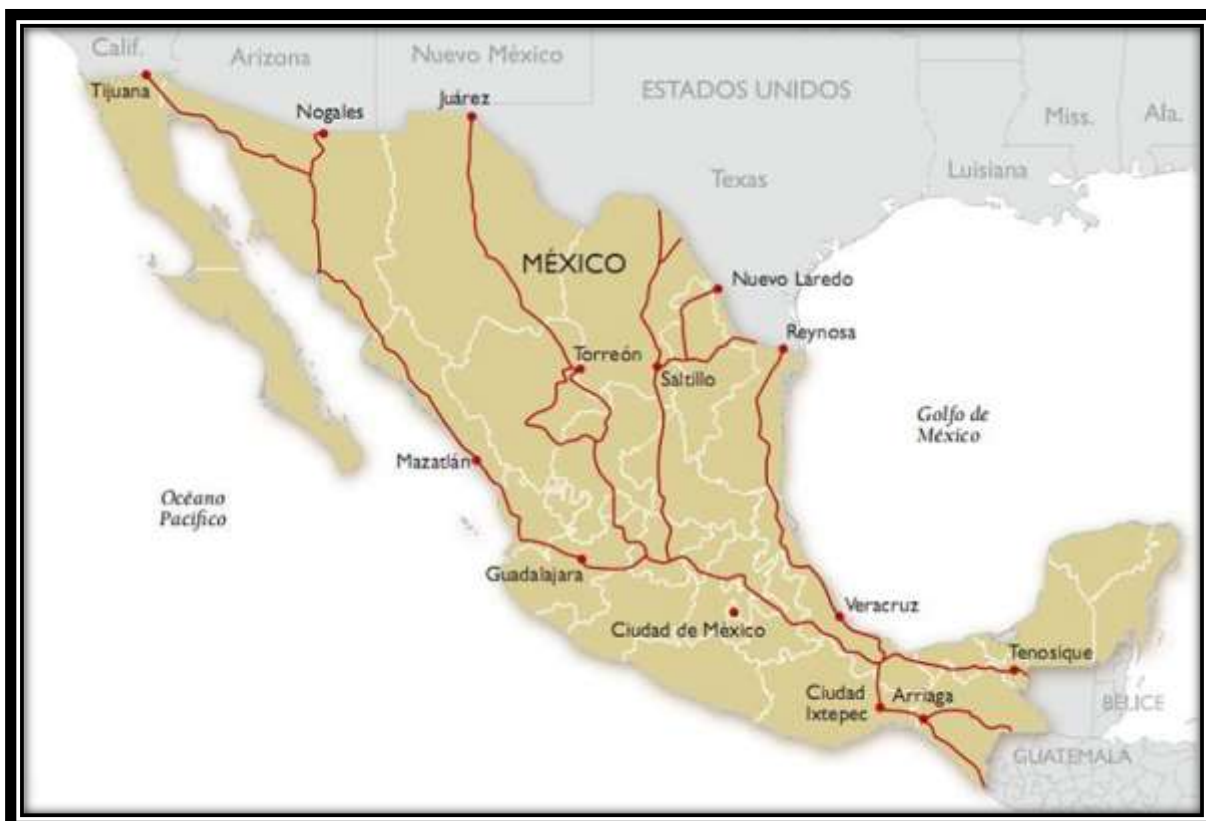 Calif.
Arizona
Nuevo México
ESTADOS UNIDOS
Tijuana
Nogales
Juárez
Miss.
Ala.
Texas
Luisiana
MÉXICO
Nuevo Laredo
Reynosa
Torreón
Saltillo
Golfo de
México
Mazatlán
Océano
Pacífico
Guadalajara
Veracruz
Ciudad de México
Tenosique
Ciudad
Ixtepec
Arriaga
BELICE
GUATEMALA